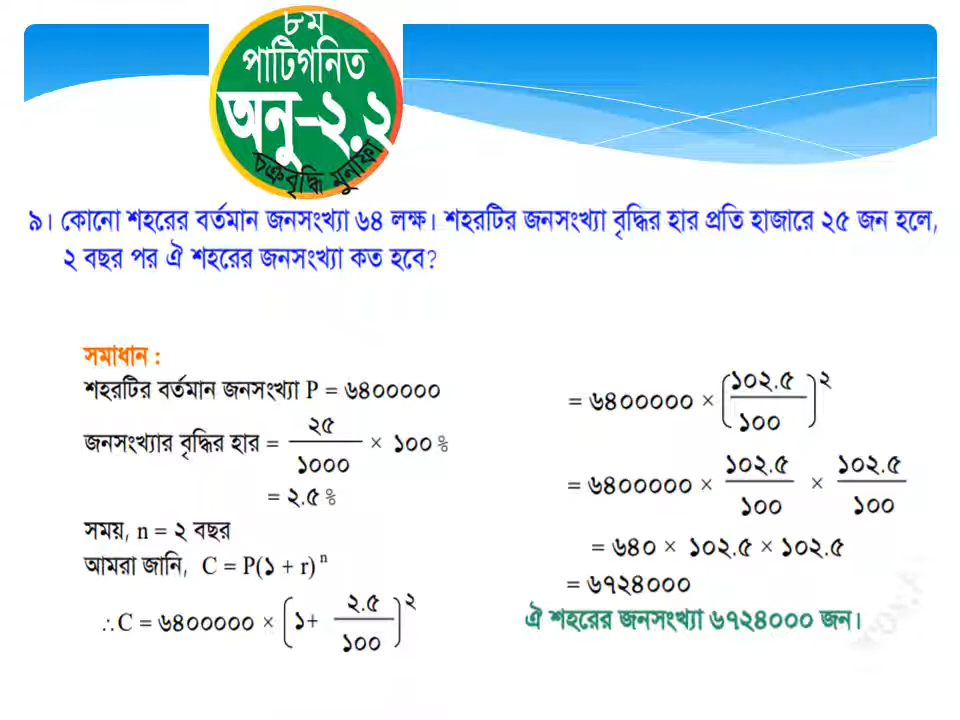 ৮ম
পাটিগনিত
অনু-২.২
চক্রবৃদ্ধি মুনাফা
৯। কোনো শহরের বর্তমান জনসংখ্যা ৬৪ লক্ষ। শহরটির জনসংখ্যা বৃদ্ধির হার প্রতি হাজারে ২৫ জন হলে,
২ বছর পর ঐ শহরের জনসংখ্যা কত হবে?
সমাধান :
শহরটির বর্তমান জনসংখ্যা P = ৬৪০০০০০
জনসংখ্যার বৃদ্ধির হার = ২৫/১০০০ × ১০০%
= ২.৫%
সময়, n = ২ বছর
আমরা জানি, C = P(১ + r)ⁿ
∴C = ৬৪০০০০০ × (১+ ২.৫/১০০)^২
= ৬৪০০০০০ × (১০২.৫/১০০)^২
= ৬৪০০০০০ × ১০২.৫/১০০ × ১০২.৫/১০০
= ৬৪০ × ১০২.৫ × ১০২.৫
= ৬৭২৪০০০
ঐ শহরের জনসংখ্যা ৬৭২৪০০০ জন।